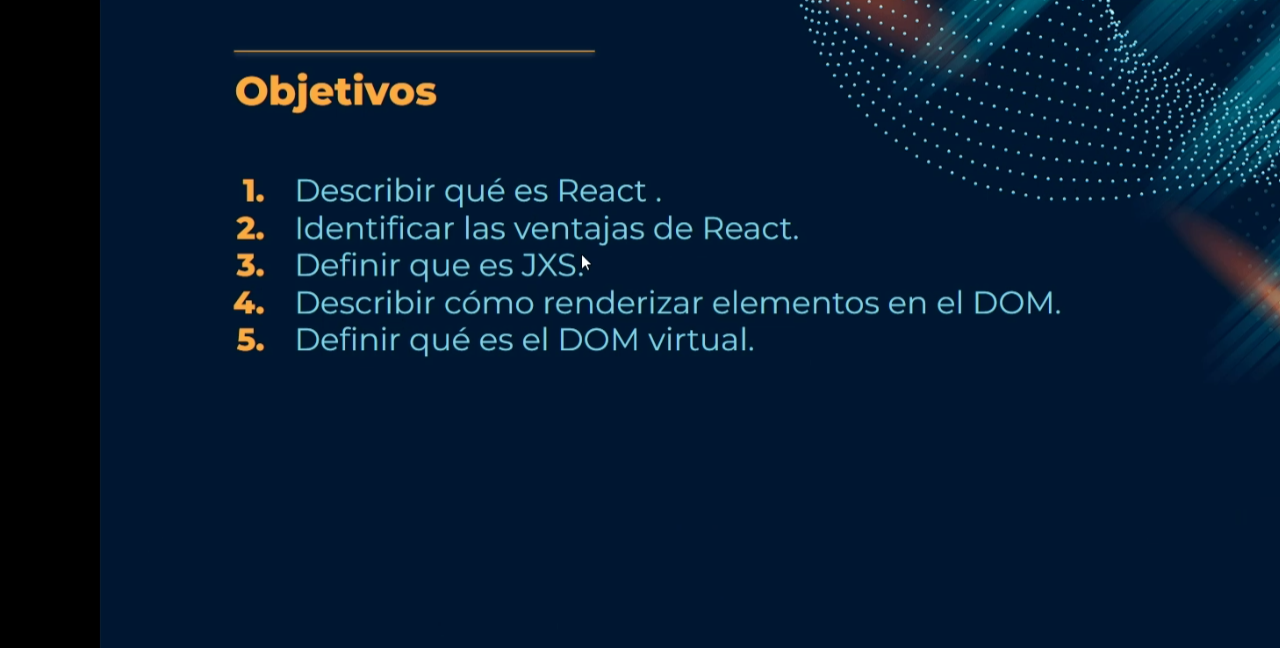 Objetivos
1. Describir qué es React .
2. Identificar las ventajas de React.
3. Definir que es JXS.
4. Describir cómo renderizar elementos en el DOM.
5. Definir qué es el DOM virtual.